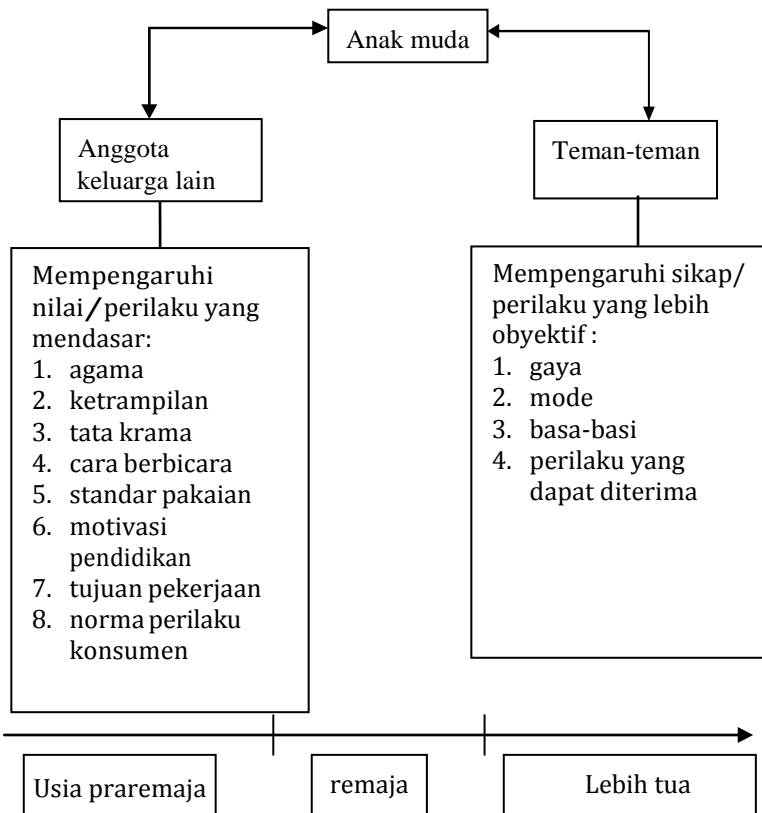 Anak muda
Anggota
keluarga lain
Teman-teman
Mempengaruhi
nilai/perilaku yang
mendasar:
1. agama
2. ketrampilan
3. tata krama
4. cara berbicara
5. standar pakaian
6. motivasi
pendidikan
7. tujuan pekerjaan
8. norma perilaku
konsumen
Mempengaruhi sikap/
perilaku yang lebih
obyektif :
1. gaya
2. mode
3. basa-basi
4. perilaku yang
dapat diterima
Usia praremaja
remaja
Lebih tua